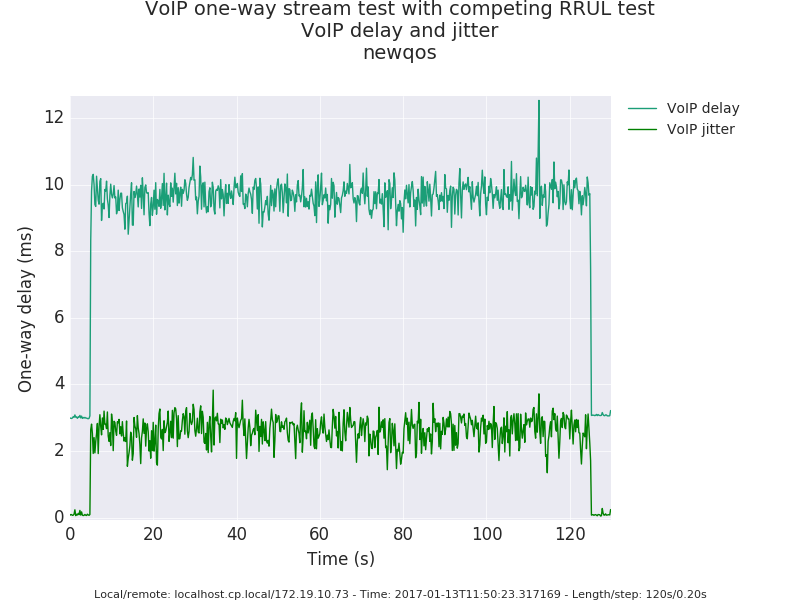 VoIP one-way stream test with competing RRUL test
VoIP delay and jitter
newqos
VoIP delay
VoIP jitter
One-way delay (ms)
12
10
8
6
4
2
0
0 20 40 60 80 100 120
Time (s)
Local/remote: localhost.cp.local/172.19.10.73 - Time: 2017-01-13T11:50:23.317169 - Length/step: 120s/0.20s